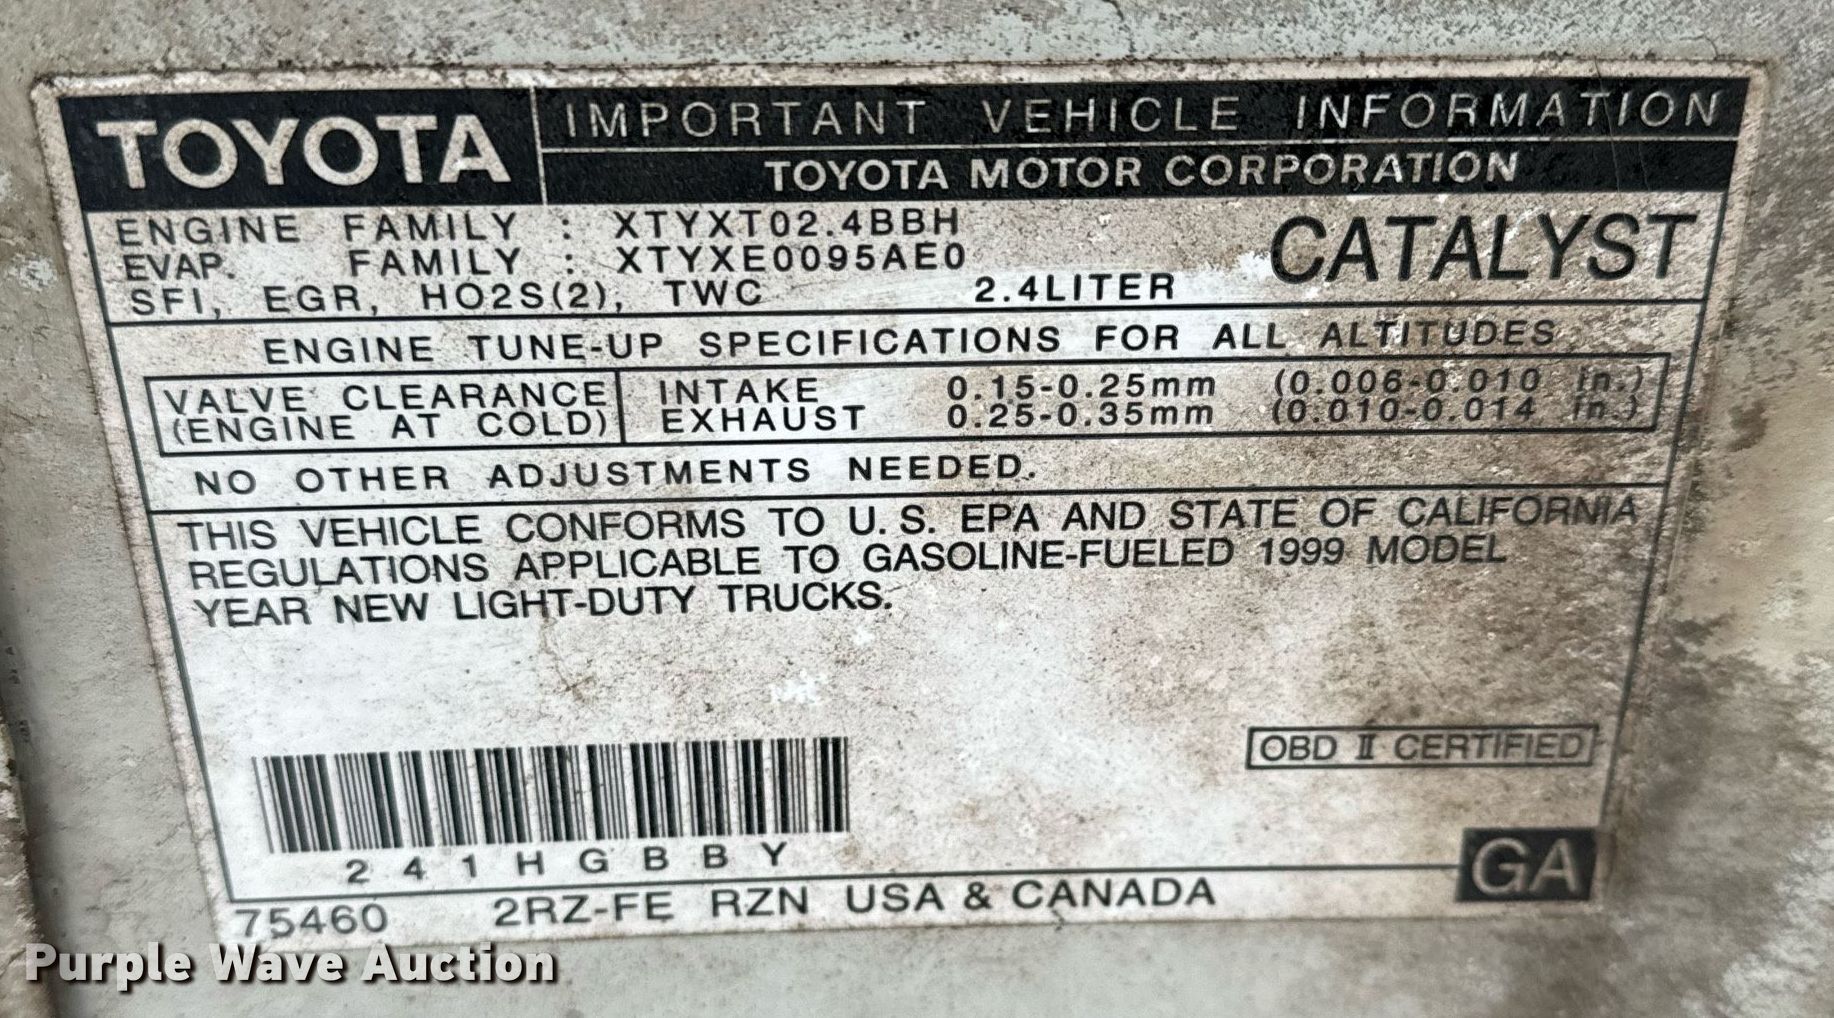 TOYOTA
IMPORTANT VEHICLE INFORMATION
TOYOTA MOTOR CORPORATION
ENGINE FAMILY : XTYXT02.4BBH
EVAP. FAMILY : XTYXE0095AE0
SFI, EGR, HO2S(2), TWC 2.4LITER
CATALYST
ENGINE TUNE-UP SPECIFICATIONS FOR ALL ALTITUDES
VALVE CLEARANCE INTAKE 0.15-0.25mm (0.006-0.010 in.)
(ENGINE AT COLD) EXHAUST 0.25-0.35mm (0.010-0.014 in.)
NO OTHER ADJUSTMENTS NEEDED.
THIS VEHICLE CONFORMS TO U.S. EPA AND STATE OF CALIFORNIA
REGULATIONS APPLICABLE TO GASOLINE-FUELED 1999 MODEL
YEAR NEW LIGHT-DUTY TRUCKS.
OBD II CERTIFIED
241HGBBY
GA
75460 2RZ-FE RZN USA & CANADA
Purple Wave Auction